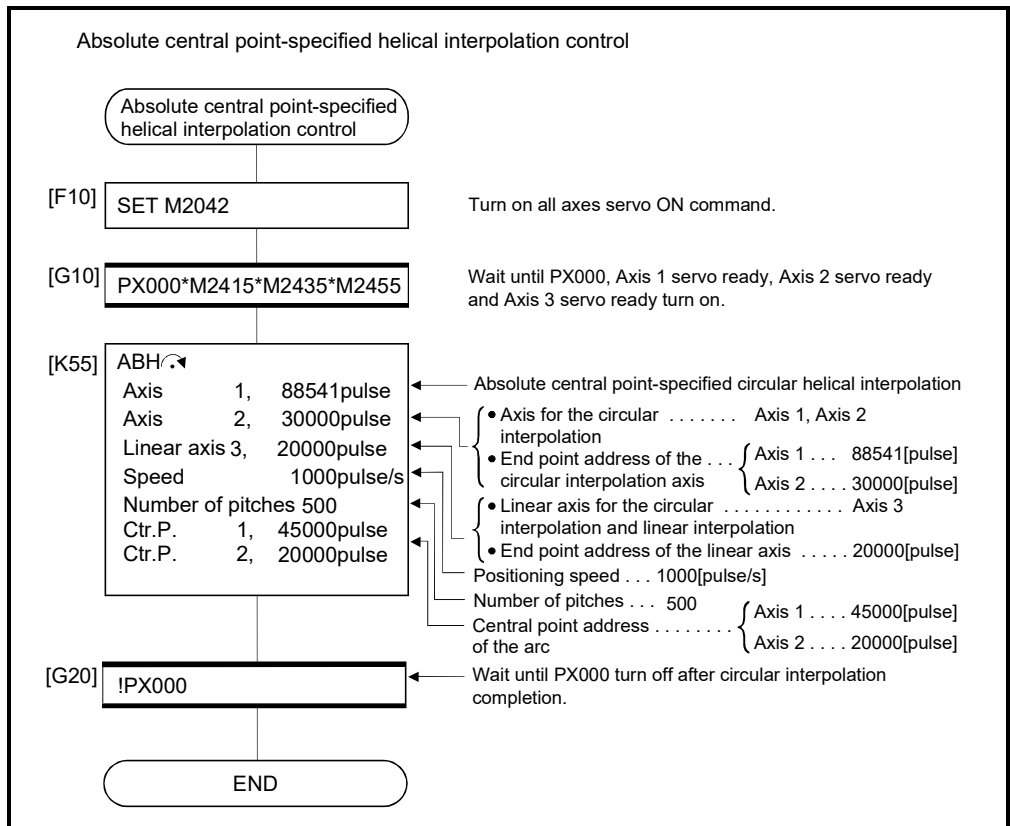 Absolute central point-specified helical interpolation control
Absolute central point-specified
helical interpolation control
[F10]
SET M2042
Turn on all axes servo ON command.
[G10]
PX000*M2415*M2435*M2455
Wait until PX000, Axis 1 servo ready, Axis 2 servo ready
and Axis 3 servo ready turn on.
[K55]
ABH
Axis 1, 88541pulse
Axis 2, 30000pulse
Linear axis 3, 20000pulse
Speed 1000pulse/s
Number of pitches 500
Ctr.P. 1, 45000pulse
Ctr.P. 2, 20000pulse
Absolute central point-specified circular helical interpolation
• Axis for the circular . . . . . . . Axis 1, Axis 2
interpolation
• End point address of the . . . Axis 1 . . . 88541[pulse]
circular interpolation axis Axis 2 . . . . 30000[pulse]
• Linear axis for the circular . . . . . . . . . . . . Axis 3
interpolation and linear interpolation
• End point address of the linear axis . . . . . 20000[pulse]
Positioning speed . . . 1000[pulse/s]
Number of pitches . . . 500
Central point address . . . . . . . . Axis 1 . . . . 45000[pulse]
of the arc Axis 2 . . . . 20000[pulse]
[G20]
!PX000
Wait until PX000 turn off after circular interpolation
completion.
END